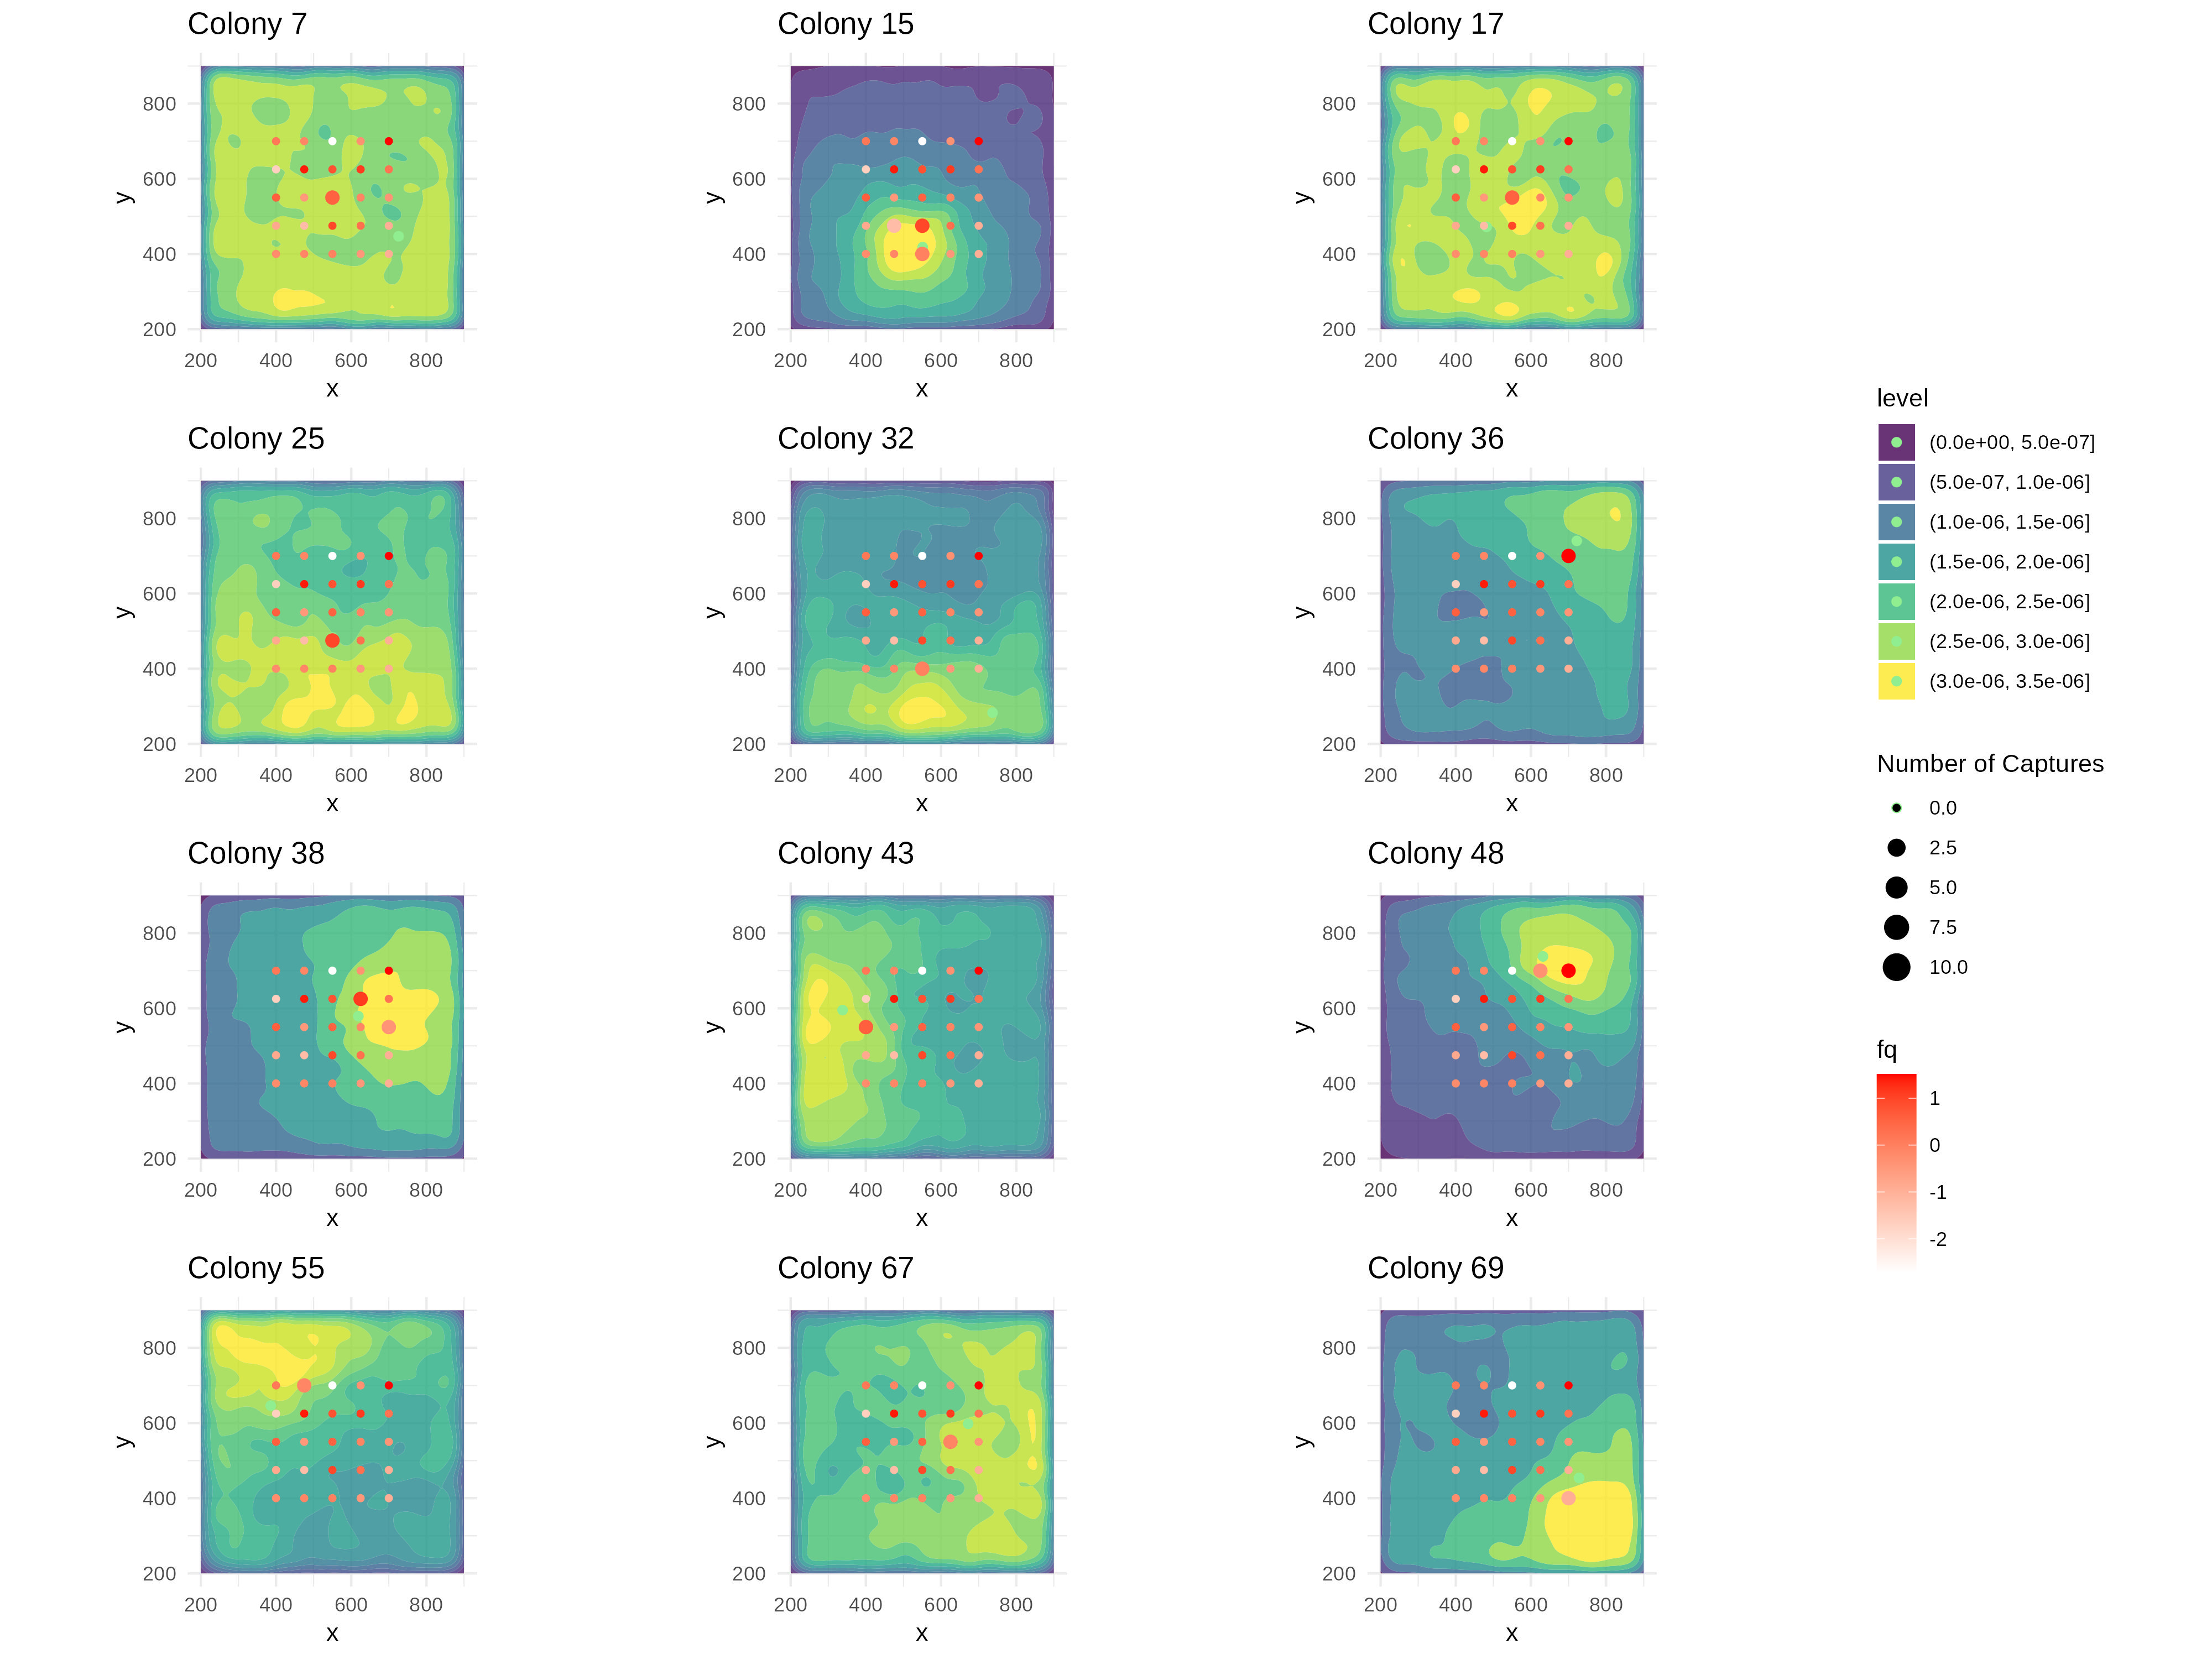 Colony 7
800
600
400
200
y
200 400 600 800
x
Colony 15
800
600
400
200
y
200 400 600 800
x
Colony 17
800
600
400
200
y
200 400 600 800
x
Colony 25
800
600
400
200
y
200 400 600 800
x
Colony 32
800
600
400
200
y
200 400 600 800
x
Colony 36
800
600
400
200
y
200 400 600 800
x
Colony 38
800
600
400
200
y
200 400 600 800
x
Colony 43
800
600
400
200
y
200 400 600 800
x
Colony 48
800
600
400
200
y
200 400 600 800
x
Colony 55
800
600
400
200
y
200 400 600 800
x
Colony 67
800
600
400
200
y
200 400 600 800
x
Colony 69
800
600
400
200
y
200 400 600 800
x
level
(0.0e+00, 5.0e-07]
(5.0e-07, 1.0e-06]
(1.0e-06, 1.5e-06]
(1.5e-06, 2.0e-06]
(2.0e-06, 2.5e-06]
(2.5e-06, 3.0e-06]
(3.0e-06, 3.5e-06]
Number of Captures
0.0
2.5
5.0
7.5
10.0
fq
1
0
-1
-2